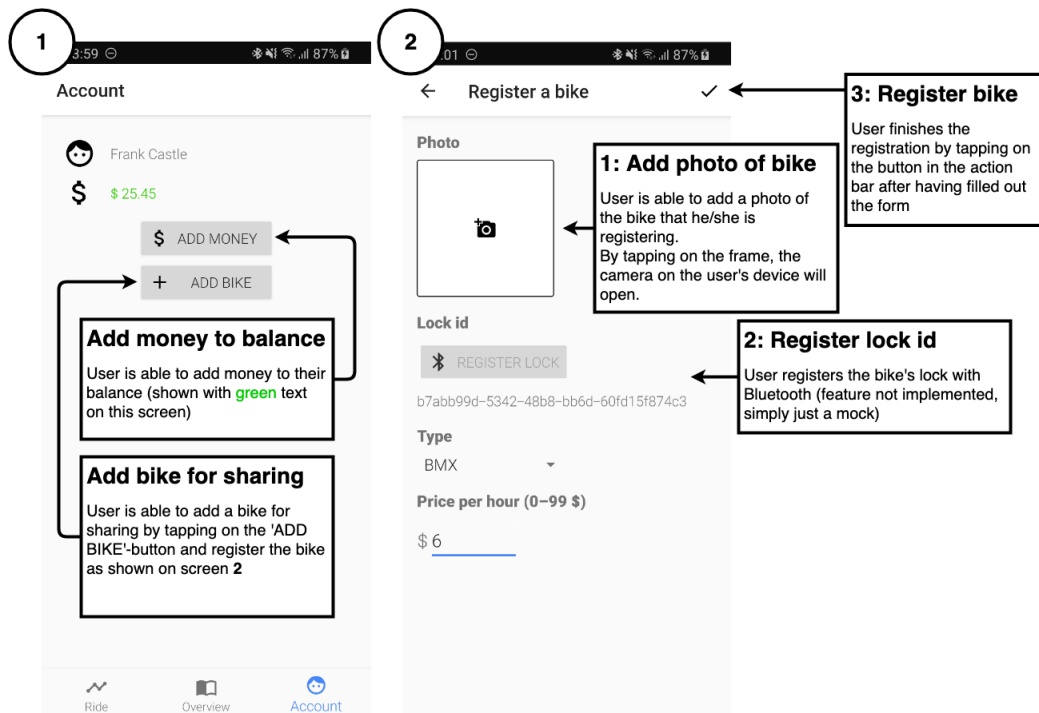 1
3:59
87%
Account
Frank Castle
$ $ 25.45
$ ADD MONEY
+ ADD BIKE
Add money to balance
User is able to add money to their
balance (shown with green text
on this screen)
Add bike for sharing
User is able to add a bike for
sharing by tapping on the 'ADD
BIKE'-button and register the bike
as shown on screen 2
Ride
Overview
Account
2
:01
87%
Register a bike
Photo
Lock id
REGISTER LOCK
b7abb99d-5342-48b8-bb6d-60fd15f874c3
Type
BMX
Price per hour (0-99 $)
$ 6
1: Add photo of bike
User is able to add a photo of
the bike that he/she is
registering.
By tapping on the frame, the
camera on the user's device will
open.
2: Register lock id
User registers the bike's lock with
Bluetooth (feature not implemented,
simply just a mock)
3: Register bike
User finishes the
registration by tapping on
the button in the action
bar after having filled out
the form